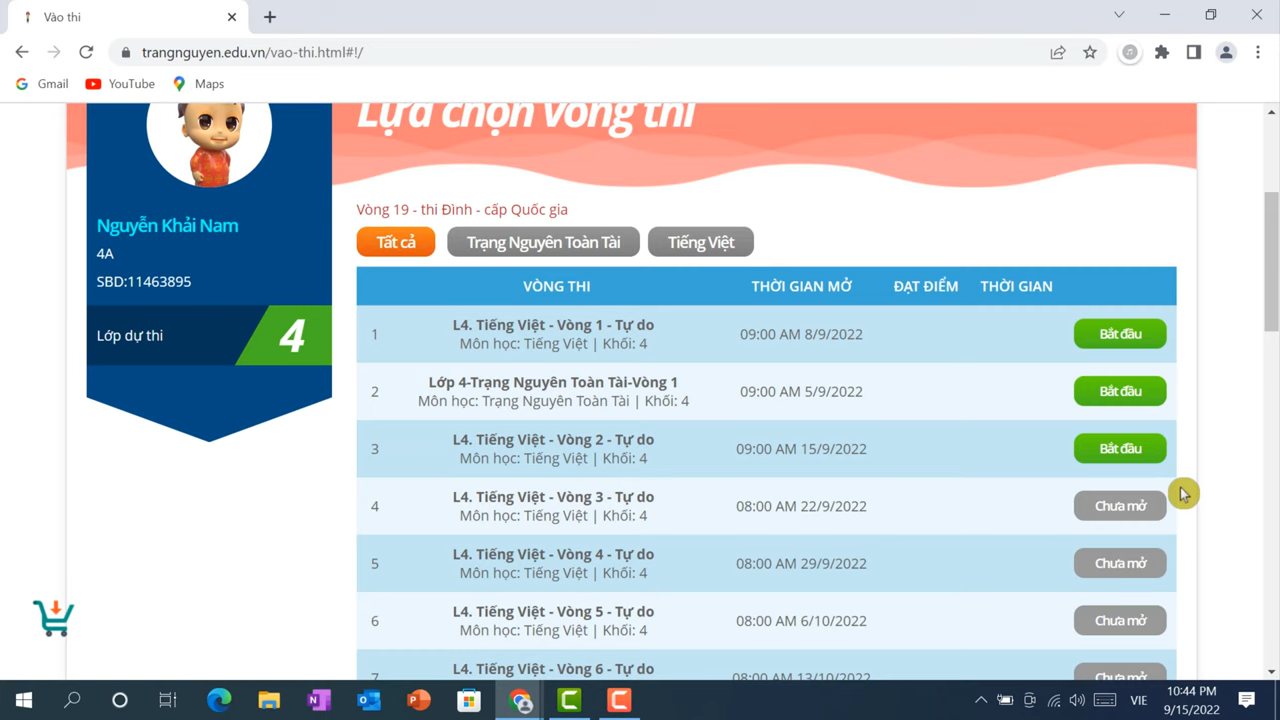 Vào thi
trangnguyen.edu.vn/vao-thi.html#!/
Gmail YouTube Maps
Lựa chọn vòng thi
Nguyễn Khải Nam
4A
SBD:11463895
Lớp dự thi 4
Vòng 19 - thi Đình - cấp Quốc gia
Tất cả Trạng Nguyên Toàn Tài Tiếng Việt
VÒNG THI THỜI GIAN MỞ ĐẠT ĐIỂM THỜI GIAN
1 L4. Tiếng Việt - Vòng 1 - Tự do 09:00 AM 8/9/2022 Bắt đầu
Môn học: Tiếng Việt | Khối: 4
2 Lớp 4-Trạng Nguyên Toàn Tài-Vòng 1 09:00 AM 5/9/2022 Bắt đầu
Môn học: Trạng Nguyên Toàn Tài | Khối: 4
3 L4. Tiếng Việt - Vòng 2 - Tự do 09:00 AM 15/9/2022 Bắt đầu
Môn học: Tiếng Việt | Khối: 4
4 L4. Tiếng Việt - Vòng 3 - Tự do 08:00 AM 22/9/2022 Chưa mở
Môn học: Tiếng Việt | Khối: 4
5 L4. Tiếng Việt - Vòng 4 - Tự do 08:00 AM 29/9/2022 Chưa mở
Môn học: Tiếng Việt | Khối: 4
6 L4. Tiếng Việt - Vòng 5 - Tự do 08:00 AM 6/10/2022 Chưa mở
Môn học: Tiếng Việt | Khối: 4
7 L4. Tiếng Việt - Vòng 6 - Tự do 08:00 AM 13/10/2022 Chưa mở
VIE 10:44 PM
9/15/2022